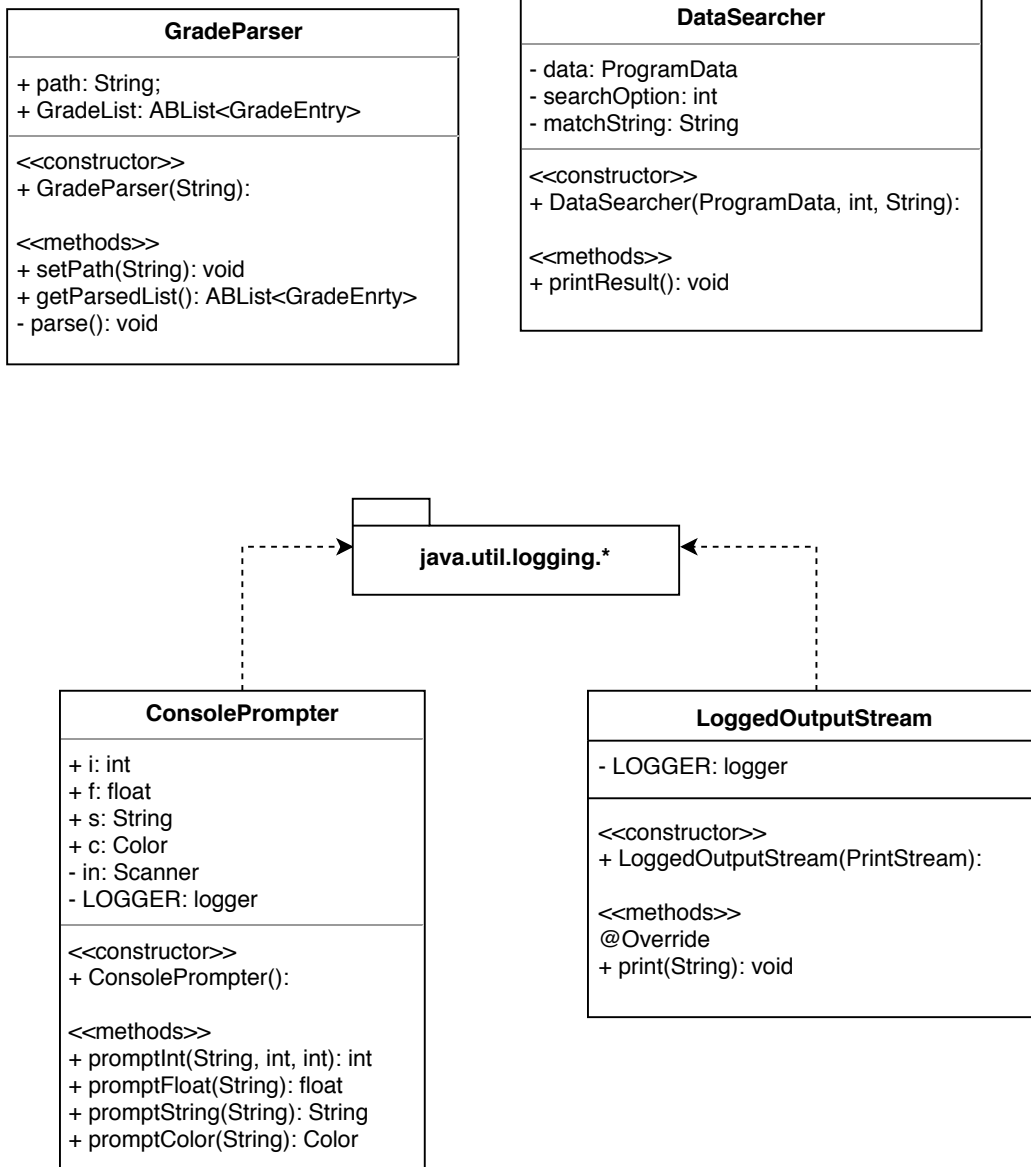 GradeParser
+ path: String;
+ GradeList: ABList<GradeEntry>
<<constructor>>
+ GradeParser(String):
<<methods>>
+ setPath(String): void
+ getParsedList(): ABList<GradeEnrty>
- parse(): void
DataSearcher
- data: ProgramData
- searchOption: int
- matchString: String
<<constructor>>
+ DataSearcher(ProgramData, int, String):
<<methods>>
+ printResult(): void
java.util.logging.*
ConsolePrompter
+ i: int
+ f: float
+ s: String
+ c: Color
- in: Scanner
- LOGGER: logger
<<constructor>>
+ ConsolePrompter():
<<methods>>
+ promptInt(String, int, int): int
+ promptFloat(String): float
+ promptString(String): String
+ promptColor(String): Color
LoggedOutputStream
- LOGGER: logger
<<constructor>>
+ LoggedOutputStream(PrintStream):
<<methods>>
@Override
+ print(String): void